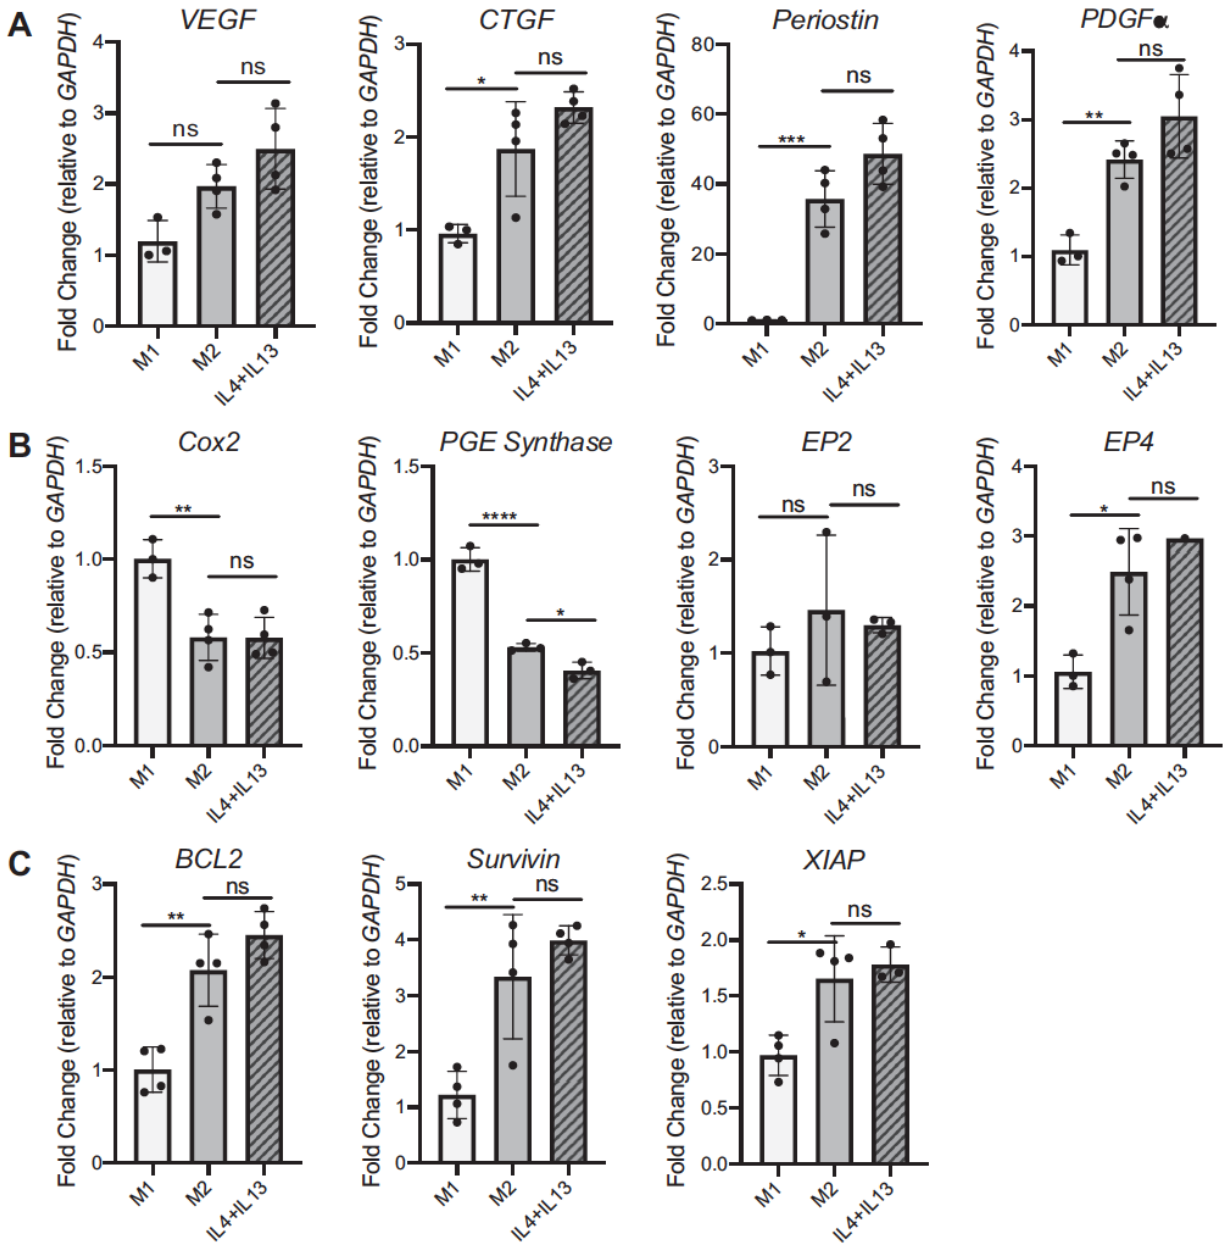 A
VEGF
Fold Change (relative to GAPDH)
4
3
2
1
0
ns
ns
M1
M2
IL4+IL13
CTGF
Fold Change (relative to GAPDH)
3
2
1
0
*
ns
M1
M2
IL4+IL13
Periostin
Fold Change (relative to GAPDH)
80
60
40
20
0
***
ns
M1
M2
IL4+IL13
PDGFα
Fold Change (relative to GAPDH)
4
3
2
1
0
**
ns
M1
M2
IL4+IL13
B
Cox2
Fold Change (relative to GAPDH)
1.5
1.0
0.5
0.0
**
ns
M1
M2
IL4+IL13
PGE Synthase
Fold Change (relative to GAPDH)
1.5
1.0
0.5
0.0
****
*
M1
M2
IL4+IL13
EP2
Fold Change (relative to GAPDH)
3
2
1
0
ns
ns
M1
M2
IL4+IL13
EP4
Fold Change (relative to GAPDH)
4
3
2
1
0
*
ns
M1
M2
IL4+IL13
C
BCL2
Fold Change (relative to GAPDH)
3
2
1
0
**
ns
M1
M2
IL4+IL13
Survivin
Fold Change (relative to GAPDH)
5
4
3
2
1
0
**
ns
M1
M2
IL4+IL13
XIAP
Fold Change (relative to GAPDH)
2.5
2.0
1.5
1.0
0.5
0.0
*
ns
M1
M2
IL4+IL13